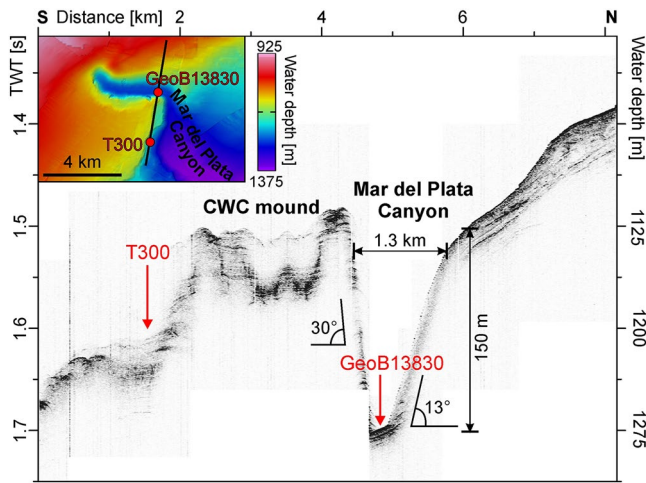 S Distance [km] 2 4 6 N
TWT [s]
1.4
1.5
1.6
1.7
Water depth [m]
1125
1200
1275
925
Water depth [m]
1375
GeoB13830
T300
Mar del Plata
Canyon
4 km
CWC mound
Mar del Plata
Canyon
1.3 km
T300
30°
GeoB13830
13°
150 m